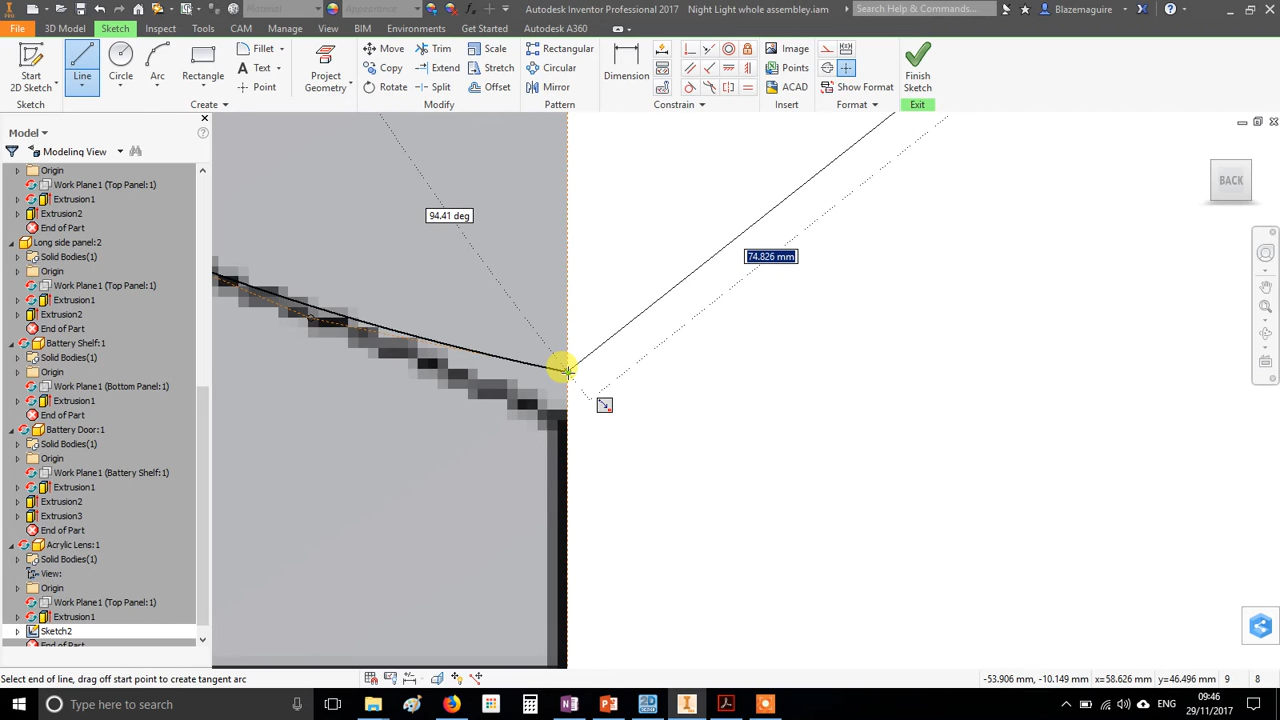 Material
Appearance
Autodesk Inventor Professional 2017 Night Light whole assembly.iam
Search Help & Commands...
Blazemaguire
File 3D Model Sketch Inspect Tools CAM Manage View BIM Environments Get Started Autodesk A360
Start 2D Sketch
Line
Circle
Arc
Rectangle
Fillet
Text
Point
Project Geometry
Move
Copy
Rotate
Trim
Extend
Split
Scale
Stretch
Offset
Rectangular
Circular
Mirror
Dimension
Image
Points
ACAD
Show Format
Finish Sketch
Sketch Create Modify Pattern Constrain Insert Format Exit
Model
Modeling View
Origin
Work Plane1 (Top Panel:1)
Extrusion1
Extrusion2
End of Part
Long side panel:2
Solid Bodies(1)
Origin
Work Plane1 (Top Panel:1)
Extrusion1
Extrusion2
End of Part
Battery Shelf:1
Solid Bodies(1)
Origin
Work Plane1 (Bottom Panel:1)
Extrusion1
End of Part
Battery Door:1
Solid Bodies(1)
Origin
Work Plane1 (Battery Shelf:1)
Extrusion1
Extrusion2
Extrusion3
End of Part
Acrylic Lens:1
Solid Bodies(1)
View:
Origin
Work Plane1 (Top Panel:1)
Extrusion1
Sketch2
End of Part
94.41 deg
74.826 mm
BACK
Select end of line, drag off start point to create tangent arc
-53.906 mm, -10.149 mm x=58.626 mm y=46.496 mm 9 8
Type here to search
ENG
09:46
29/11/2017